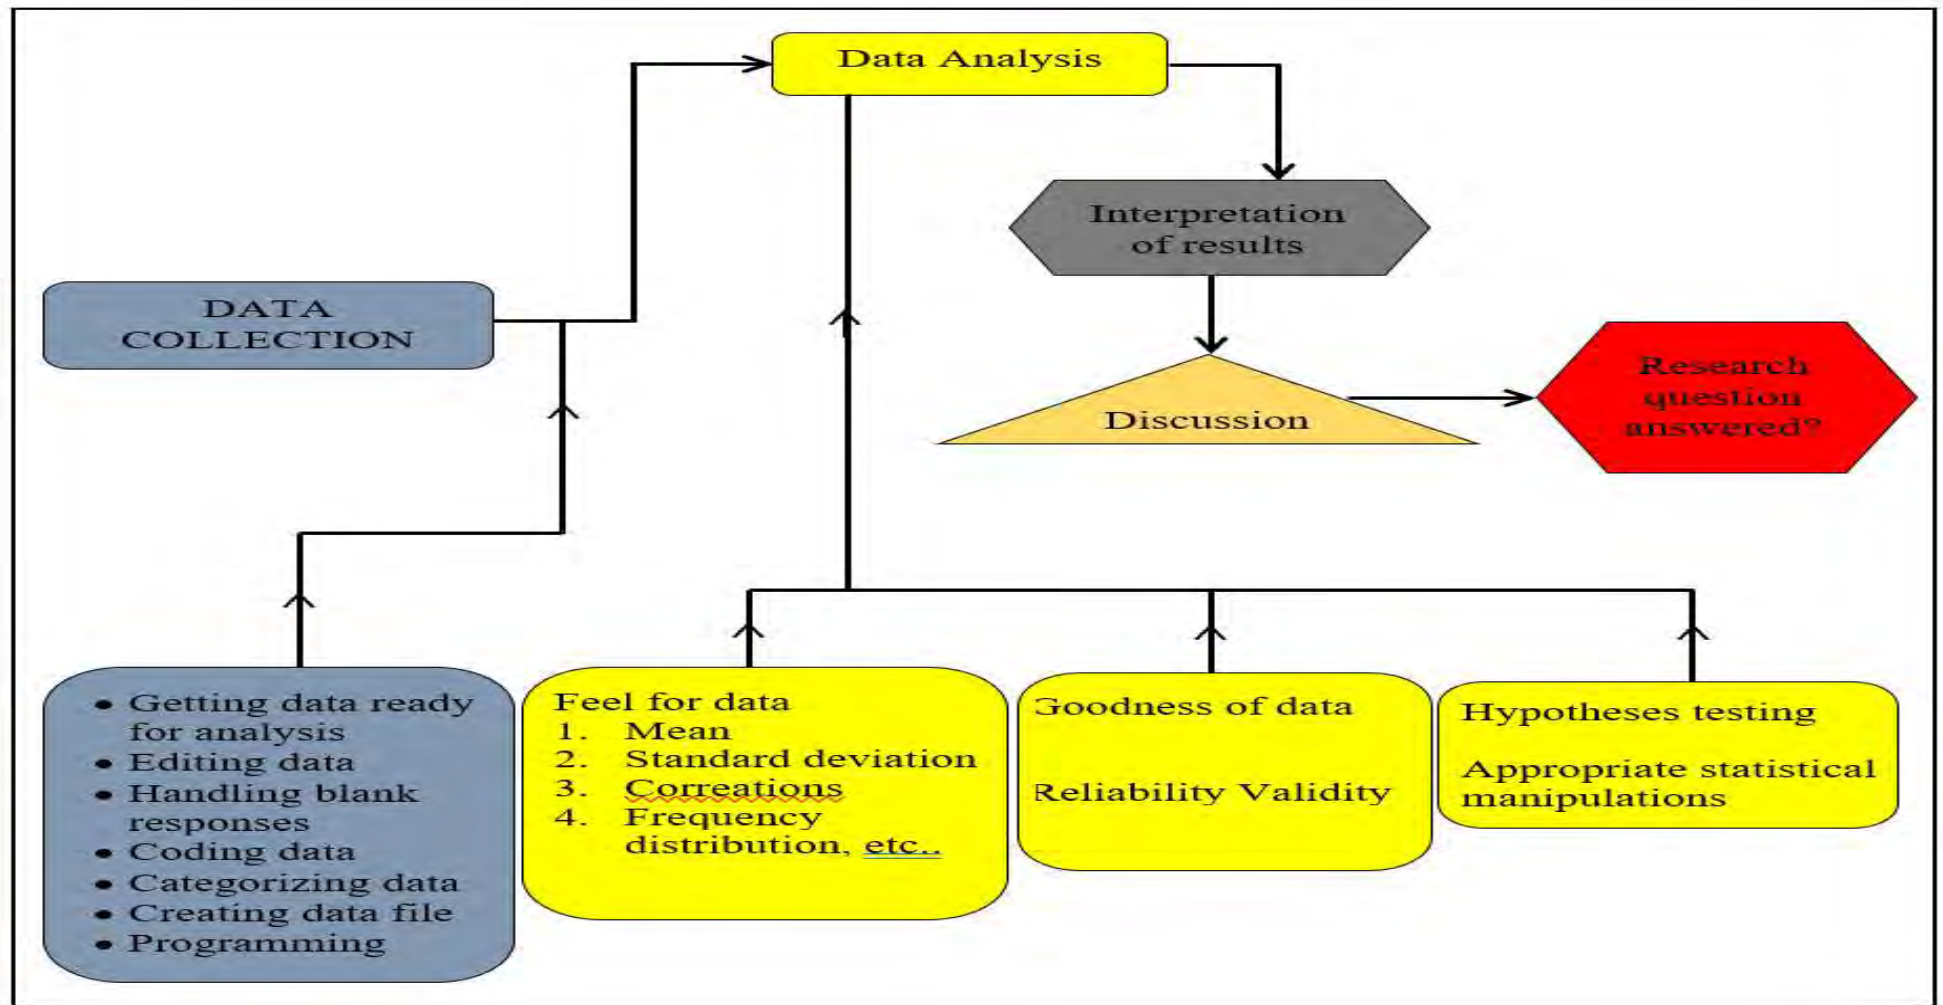 Data Analysis
Interpretation
of results
DATA
COLLECTION
Discussion
Research
question
answered?
• Getting data ready
for analysis
• Editing data
• Handling blank
responses
• Coding data
• Categorizing data
• Creating data file
• Programming
Feel for data
1. Mean
2. Standard deviation
3. Correations
4. Frequency
distribution, etc..
Goodness of data
Reliability Validity
Hypotheses testing
Appropriate statistical
manipulations